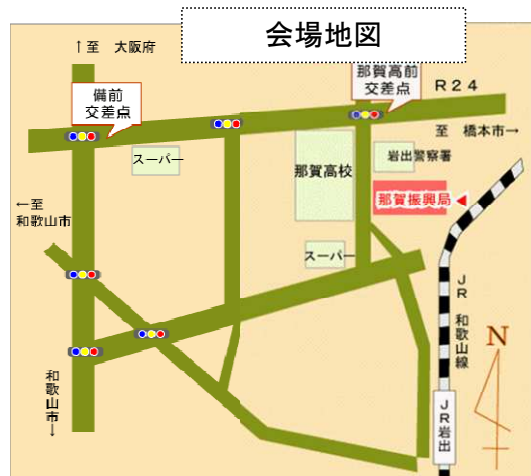 会場地図
↑至 大阪府
備前
交差点
那賀高前
交差点
R24
至 橋本市→
スーパー
那賀高校
岩出警察署
←至
和歌山市
那賀振興局
スーパー
JR 和歌山線
N
和歌山市↓
JR岩出